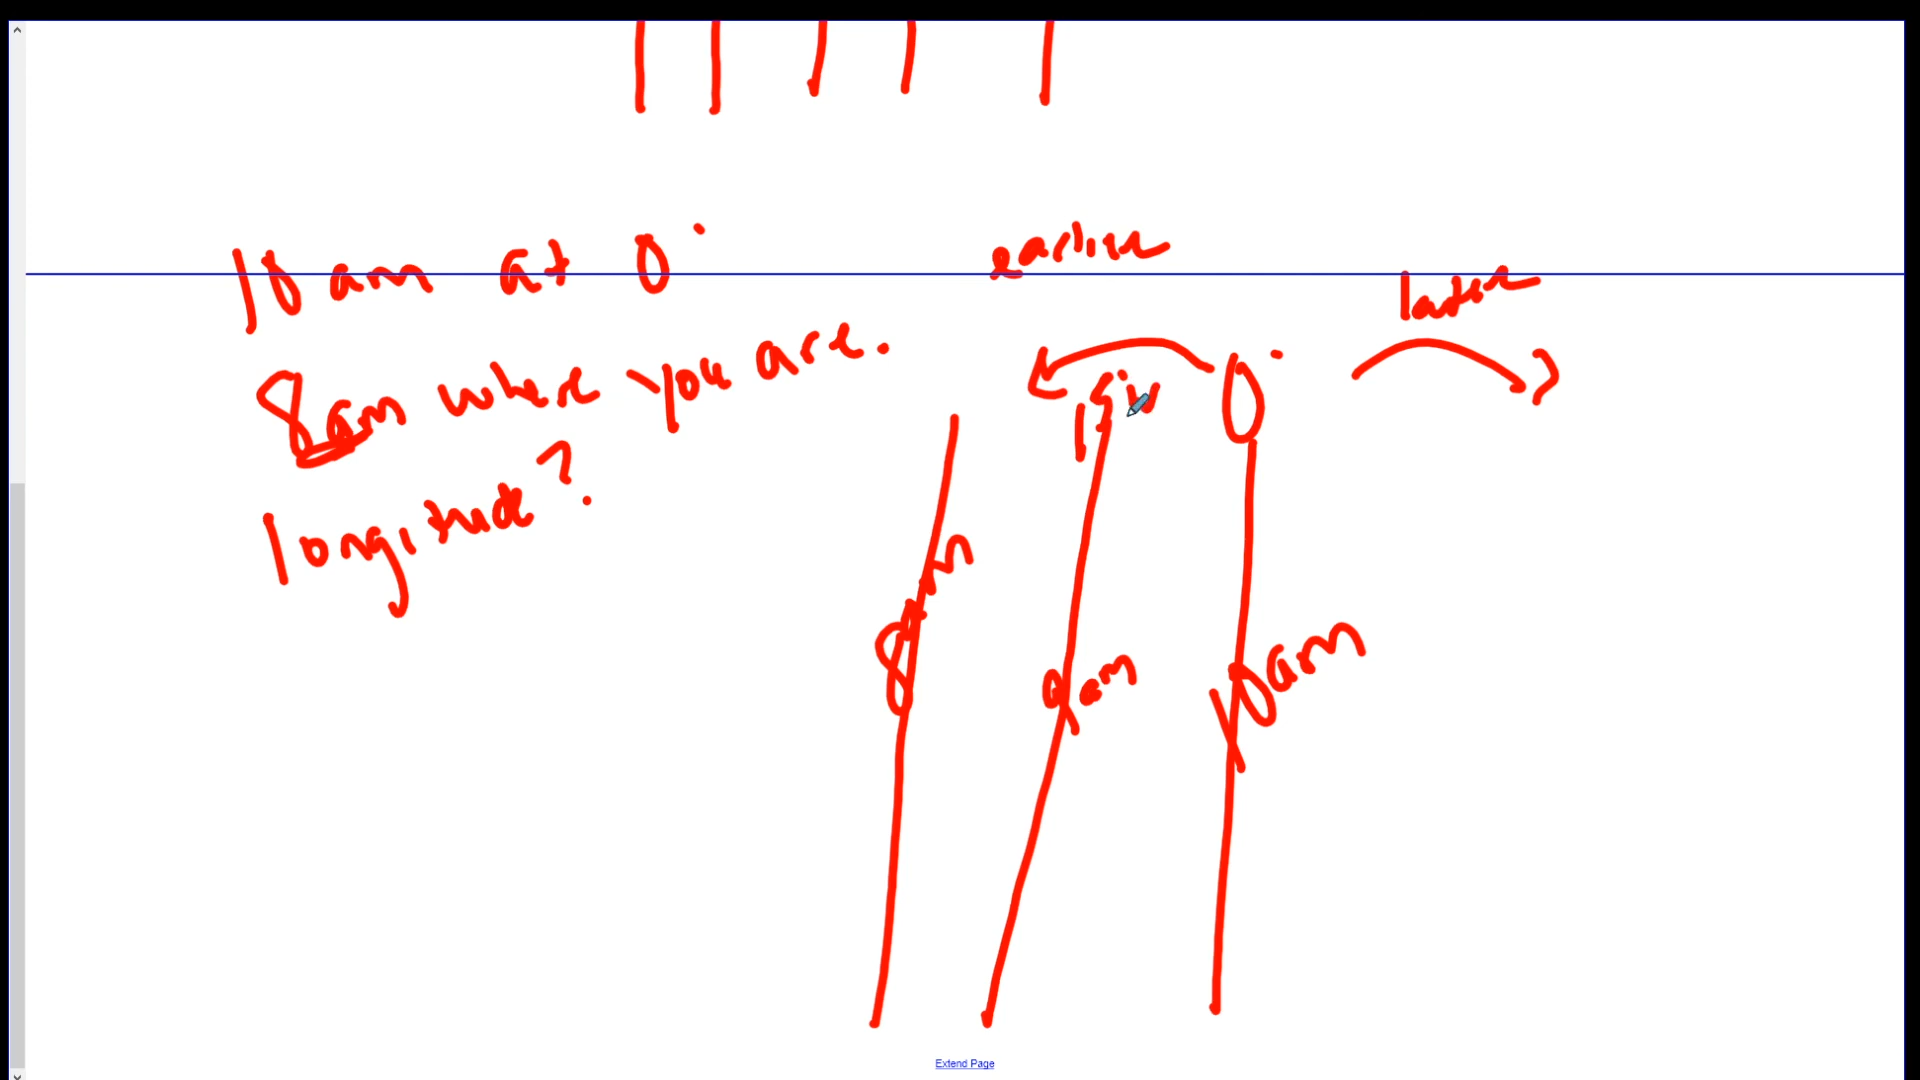 10 am at 0°
8am where you are.
longitude?
earlier
later
15°W
0°
8am
9am
10am
Extend Page